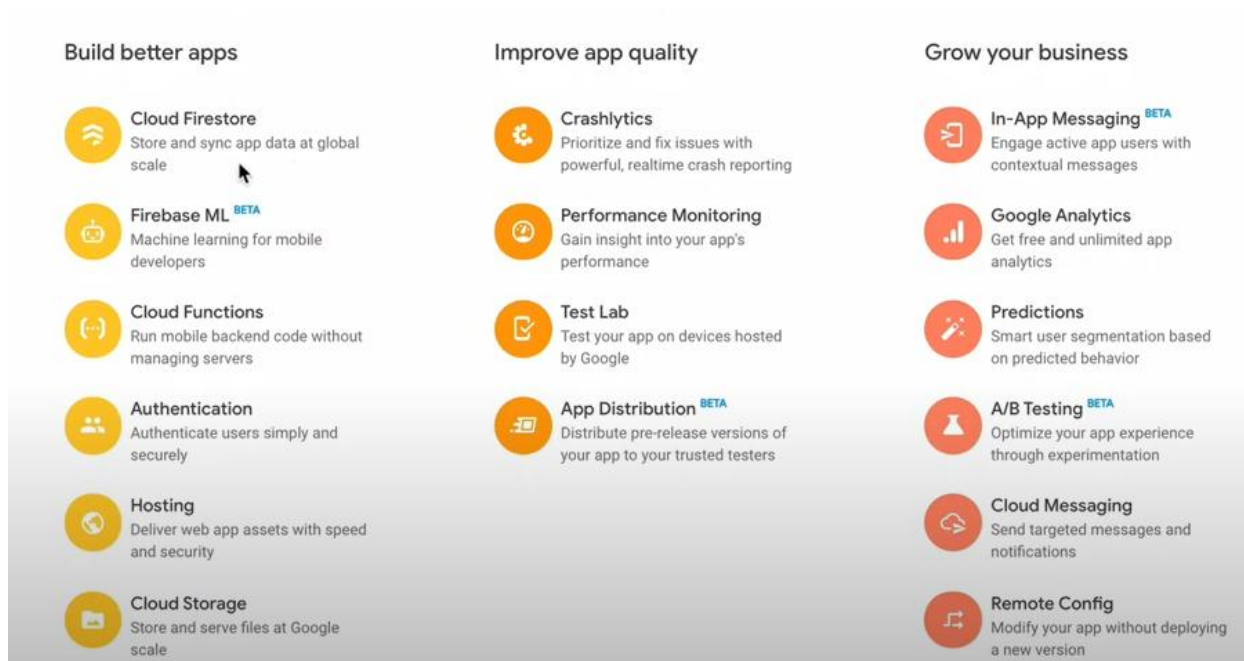 Build better apps
Cloud Firestore
Store and sync app data at global
scale
Firebase ML BETA
Machine learning for mobile
developers
Cloud Functions
Run mobile backend code without
managing servers
Authentication
Authenticate users simply and
securely
Hosting
Deliver web app assets with speed
and security
Cloud Storage
Store and serve files at Google
scale
Improve app quality
Crashlytics
Prioritize and fix issues with
powerful, realtime crash reporting
Performance Monitoring
Gain insight into your app's
performance
Test Lab
Test your app on devices hosted
by Google
App Distribution BETA
Distribute pre-release versions of
your app to your trusted testers
Grow your business
In-App Messaging BETA
Engage active app users with
contextual messages
Google Analytics
Get free and unlimited app
analytics
Predictions
Smart user segmentation based
on predicted behavior
A/B Testing BETA
Optimize your app experience
through experimentation
Cloud Messaging
Send targeted messages and
notifications
Remote Config
Modify your app without deploying
a new version